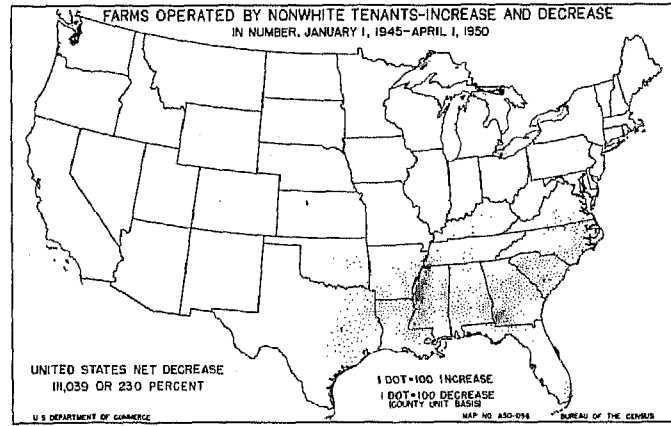 FARMS OPERATED BY NONWHITE TENANTS-INCREASE AND DECREASE
IN NUMBER, JANUARY 1, 1945-APRIL 1, 1950
UNITED STATES NET DECREASE
111,039 OR 23.0 PERCENT
1 DOT=100 INCREASE
1 DOT=100 DECREASE
(COUNTY UNIT BASIS)
U S DEPARTMENT OF COMMERCE
MAP NO. A50-096
BUREAU OF THE CENSUS